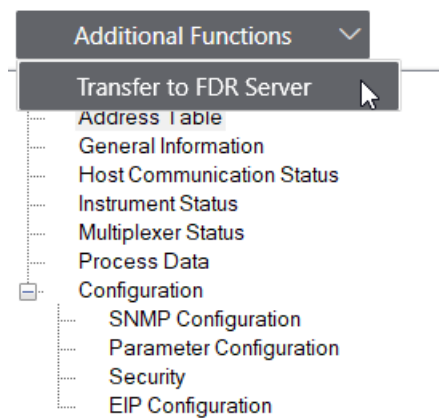 Additional Functions
Transfer to FDR Server
Address Table
General Information
Host Communication Status
Instrument Status
Multiplexer Status
Process Data
Configuration
SNMP Configuration
Parameter Configuration
Security
EIP Configuration